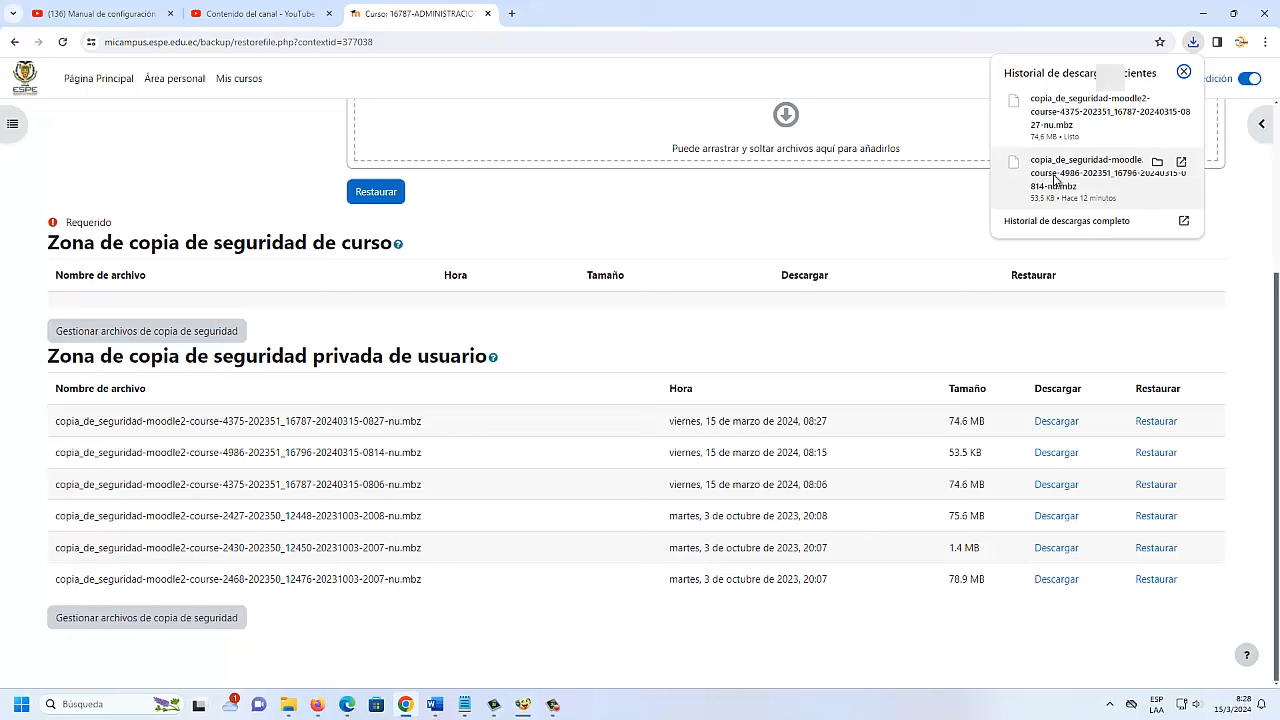 (136) Manual de configuración
Contenido del canal - YouTube
Curso: 16787-ADMINISTRACIO
micampus.espe.edu.ec/backup/restorefile.php?contextid=377038
ESPE
Página Principal
Área personal
Mis cursos
edición
Historial de descargas
cientes
copia_de_seguridad-moodle2-
course-4375-202351_16787-20240315-08
27-nu.mbz
74,6 MB • Listo
copia_de_seguridad-moodle
course-4986-202351_16796-20240315-0
814-nu.mbz
53,5 KB • Hace 12 minutos
Historial de descargas completo
Puede arrastrar y soltar archivos aquí para añadirlos
Restaurar
Requerido
Zona de copia de seguridad de curso
Nombre de archivo Hora Tamaño Descargar Restaurar
Gestionar archivos de copia de seguridad
Zona de copia de seguridad privada de usuario
Nombre de archivo Hora Tamaño Descargar Restaurar
copia_de_seguridad-moodle2-course-4375-202351_16787-20240315-0827-nu.mbz viernes, 15 de marzo de 2024, 08:27 74.6 MB Descargar Restaurar
copia_de_seguridad-moodle2-course-4986-202351_16796-20240315-0814-nu.mbz viernes, 15 de marzo de 2024, 08:15 53.5 KB Descargar Restaurar
copia_de_seguridad-moodle2-course-4375-202351_16787-20240315-0806-nu.mbz viernes, 15 de marzo de 2024, 08:06 74.6 MB Descargar Restaurar
copia_de_seguridad-moodle2-course-2427-202350_12448-20231003-2008-nu.mbz martes, 3 de octubre de 2023, 20:08 75.6 MB Descargar Restaurar
copia_de_seguridad-moodle2-course-2430-202350_12450-20231003-2007-nu.mbz martes, 3 de octubre de 2023, 20:07 1.4 MB Descargar Restaurar
copia_de_seguridad-moodle2-course-2468-202350_12476-20231003-2007-nu.mbz martes, 3 de octubre de 2023, 20:07 78.9 MB Descargar Restaurar
Gestionar archivos de copia de seguridad
?
Búsqueda
1
ESP
LAA
8:28
15/3/2024